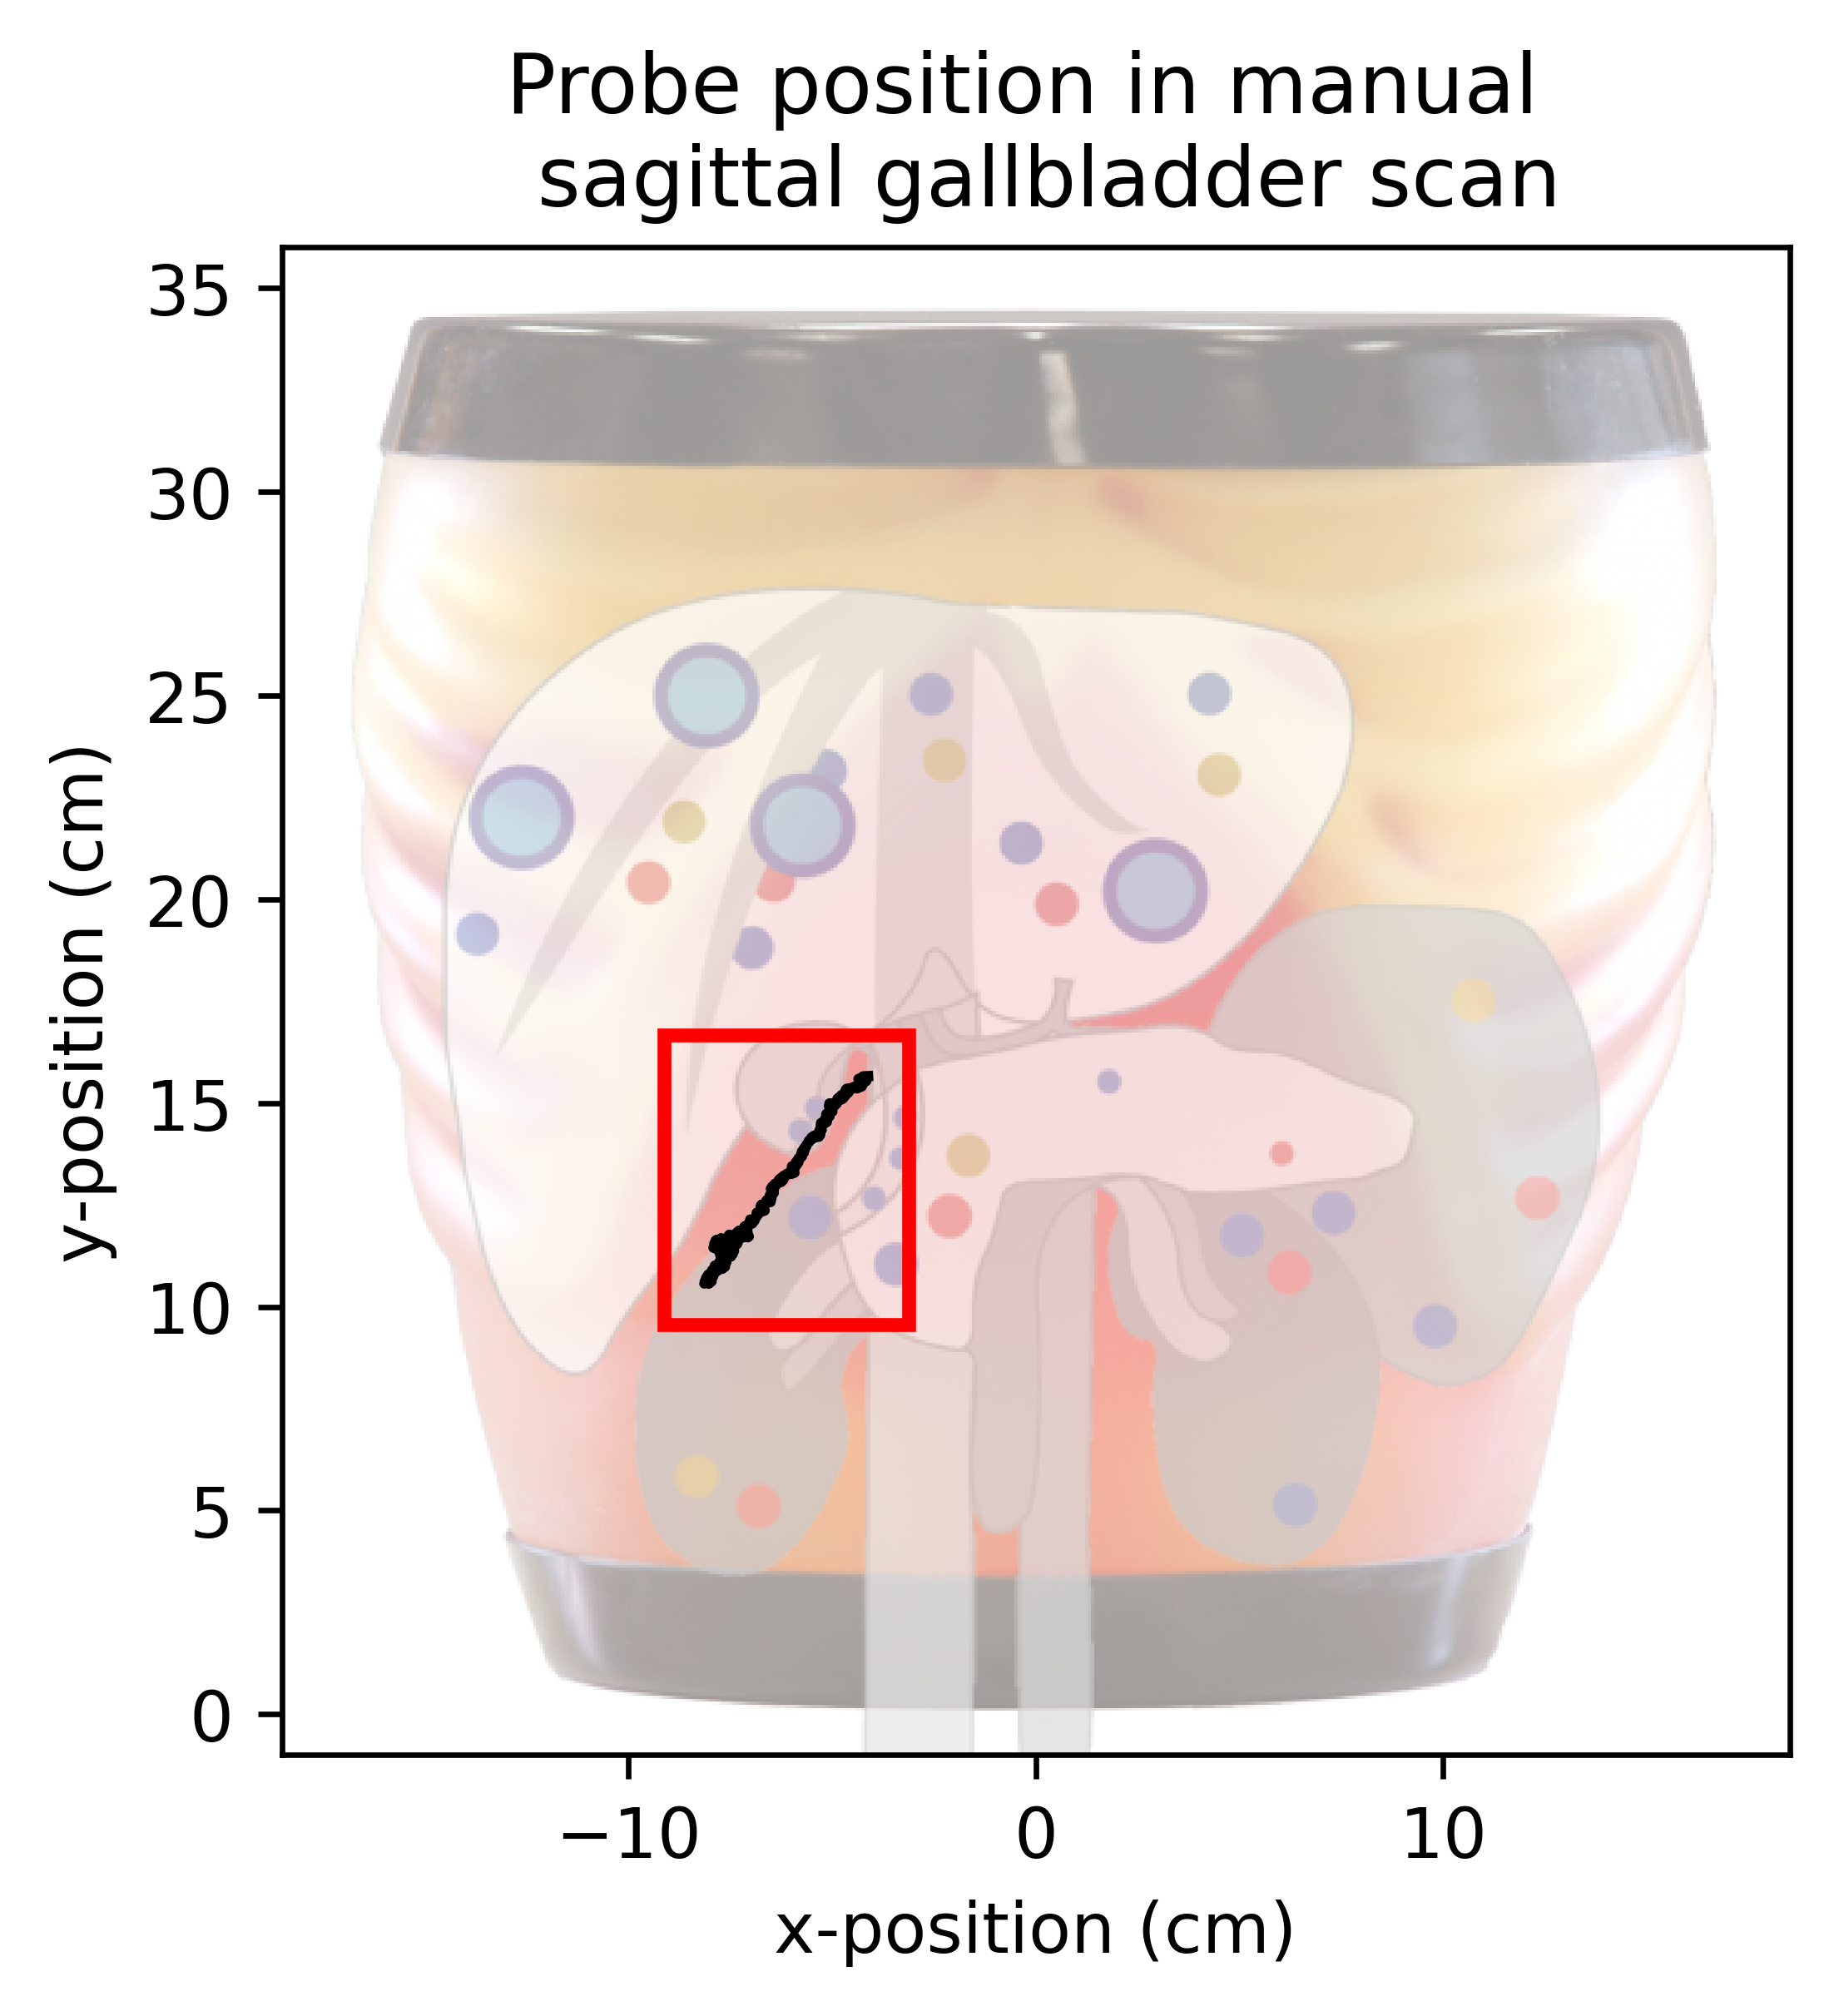 Probe position in manual
sagittal gallbladder scan
35
30
25
20
15
10
5
0
y-position (cm)
−10 0 10
x-position (cm)